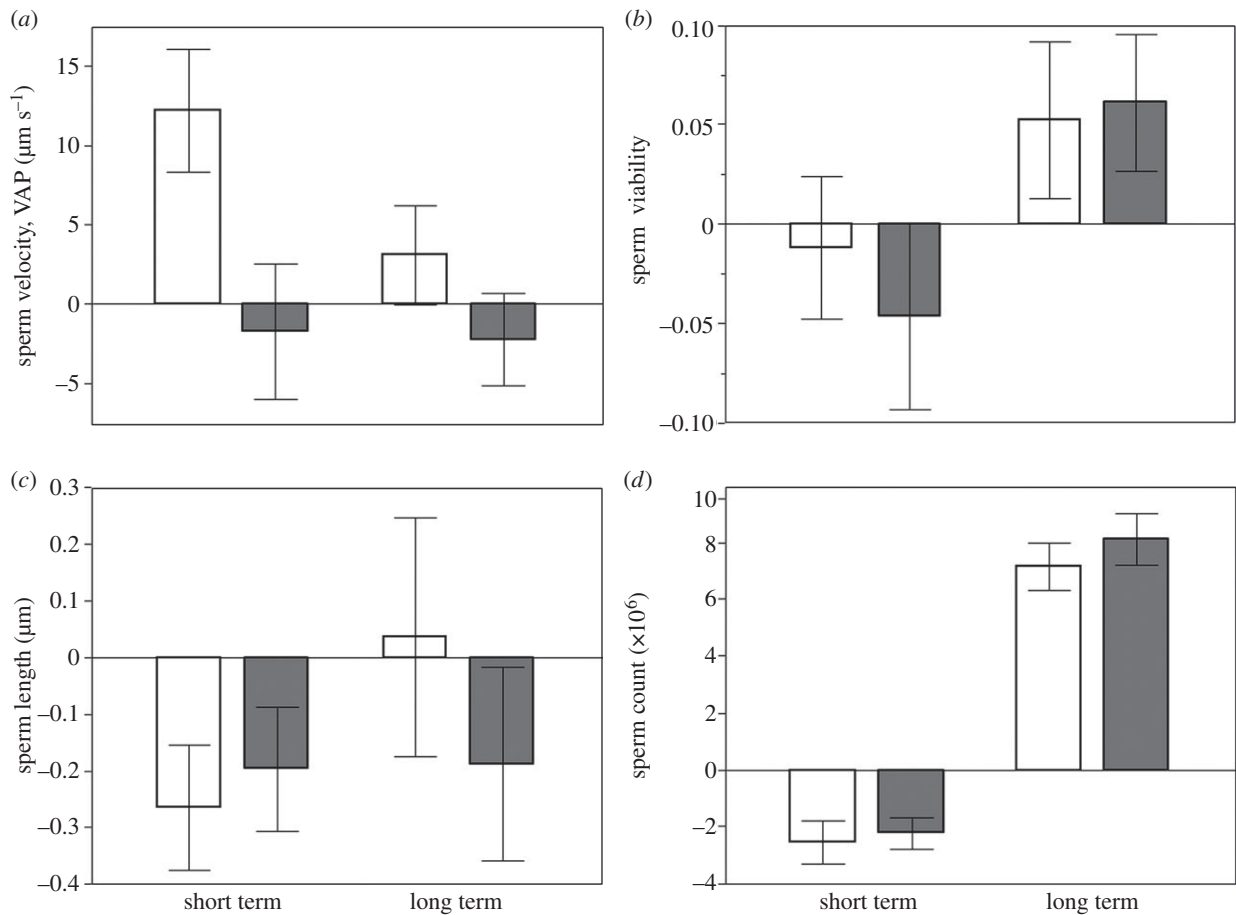 (a)
sperm velocity, VAP (µm s⁻¹)
15
10
5
0
–5
(b)
sperm viability
0.10
0.05
0
–0.05
–0.10
(c)
sperm length (µm)
0.3
0.2
0.1
0
–0.1
–0.2
–0.3
–0.4
short term
long term
(d)
sperm count (×10⁶)
10
8
6
4
2
0
–2
–4
short term
long term